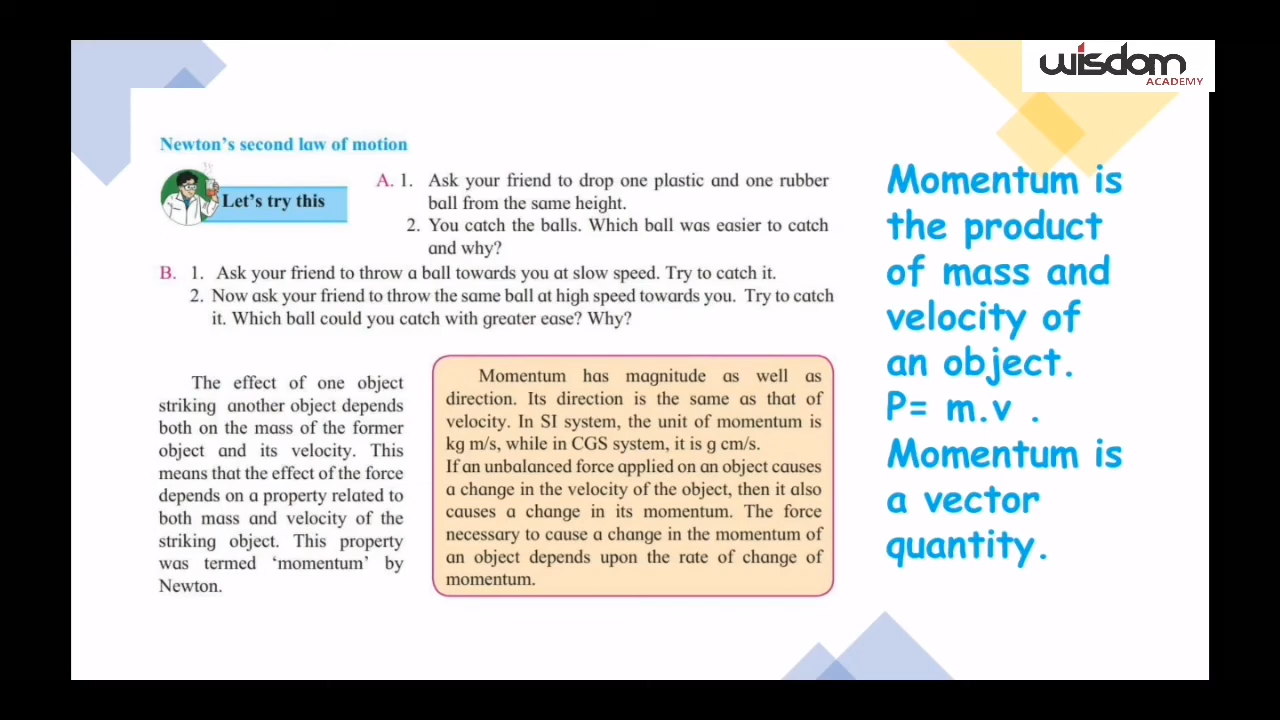 wisdom
ACADEMY
Newton's second law of motion
Let's try this
A. 1. Ask your friend to drop one plastic and one rubber
ball from the same height.
2. You catch the balls. Which ball was easier to catch
and why?
B. 1. Ask your friend to throw a ball towards you at slow speed. Try to catch it.
2. Now ask your friend to throw the same ball at high speed towards you. Try to catch
it. Which ball could you catch with greater ease? Why?
The effect of one object
striking another object depends
both on the mass of the former
object and its velocity. This
means that the effect of the force
depends on a property related to
both mass and velocity of the
striking object. This property
was termed 'momentum' by
Newton.
Momentum has magnitude as well as
direction. Its direction is the same as that of
velocity. In SI system, the unit of momentum is
kg m/s, while in CGS system, it is g cm/s.
If an unbalanced force applied on an object causes
a change in the velocity of the object, then it also
causes a change in its momentum. The force
necessary to cause a change in the momentum of
an object depends upon the rate of change of
momentum.
Momentum is
the product
of mass and
velocity of
an object.
P= m.v .
Momentum is
a vector
quantity.